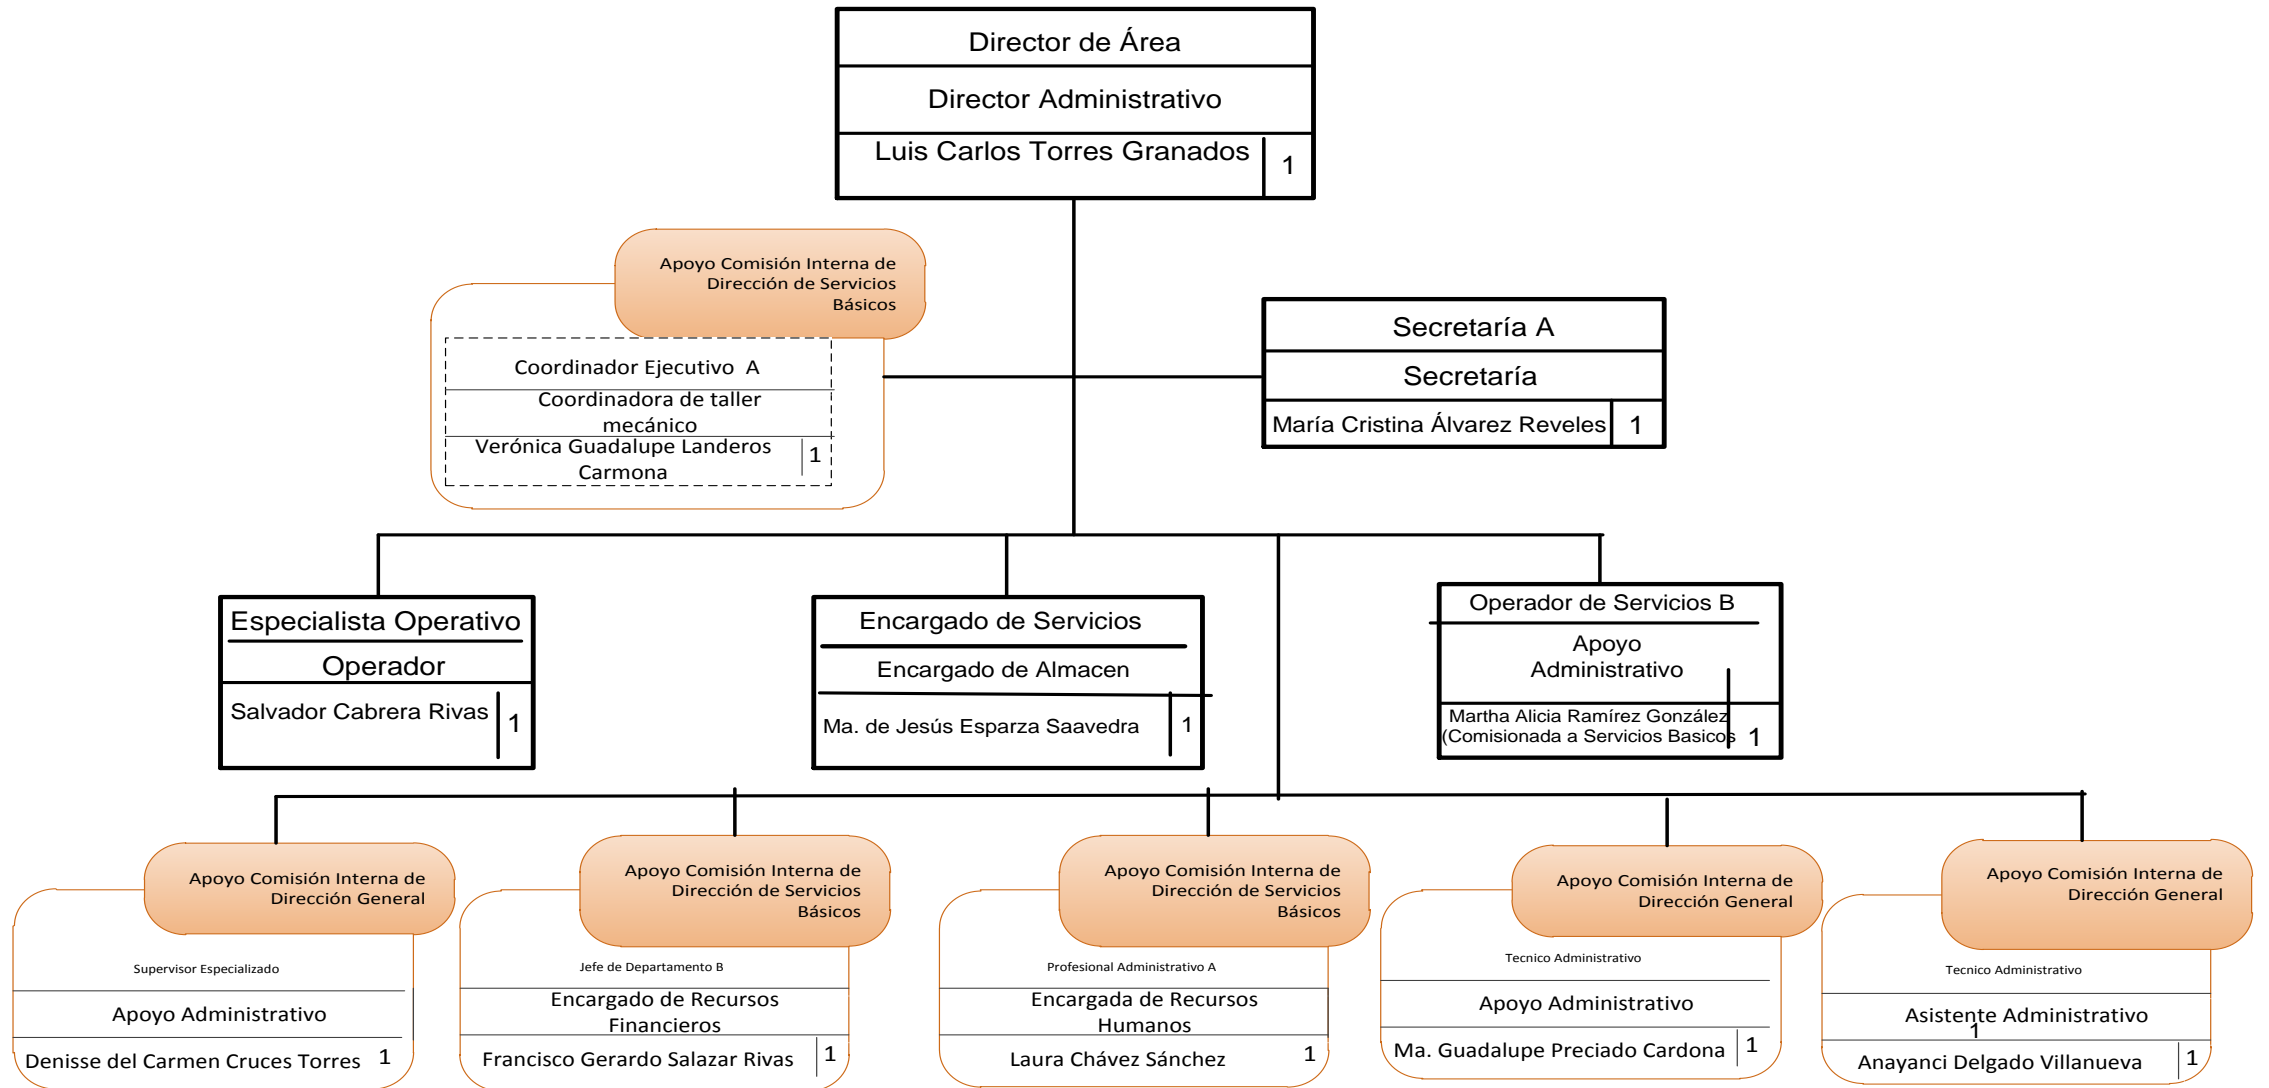 Director de Área
Director Administrativo
Luis Carlos Torres Granados
1
Apoyo Comisión Interna de
Dirección de Servicios
Básicos
Coordinador Ejecutivo  A
Coordinadora de taller
mecánico
Verónica Guadalupe Landeros
Carmona
1
Secretaría A
Secretaría
María Cristina Álvarez Reveles
1
Especialista Operativo
Operador
Salvador Cabrera Rivas
1
Encargado de Servicios
Encargado de Almacen
Ma. de Jesús Esparza Saavedra
1
Operador de Servicios B
Apoyo
Administrativo
Martha Alicia Ramírez González
(Comisionada a Servicios Basicos
1
Apoyo Comisión Interna de
Dirección General
Supervisor Especializado
Apoyo Administrativo
Denisse del Carmen Cruces Torres
1
Apoyo Comisión Interna de
Dirección de Servicios
Básicos
Jefe de Departamento B
Encargado de Recursos
Financieros
Francisco Gerardo Salazar Rivas
1
Apoyo Comisión Interna de
Dirección de Servicios
Básicos
Profesional Administrativo A
Encargada de Recursos
Humanos
Laura Chávez Sánchez
1
Apoyo Comisión Interna de
Dirección General
Tecnico Administrativo
Apoyo Administrativo
Ma. Guadalupe Preciado Cardona
1
Apoyo Comisión Interna de
Dirección General
Tecnico Administrativo
Asistente Administrativo
1
Anayanci Delgado Villanueva
1